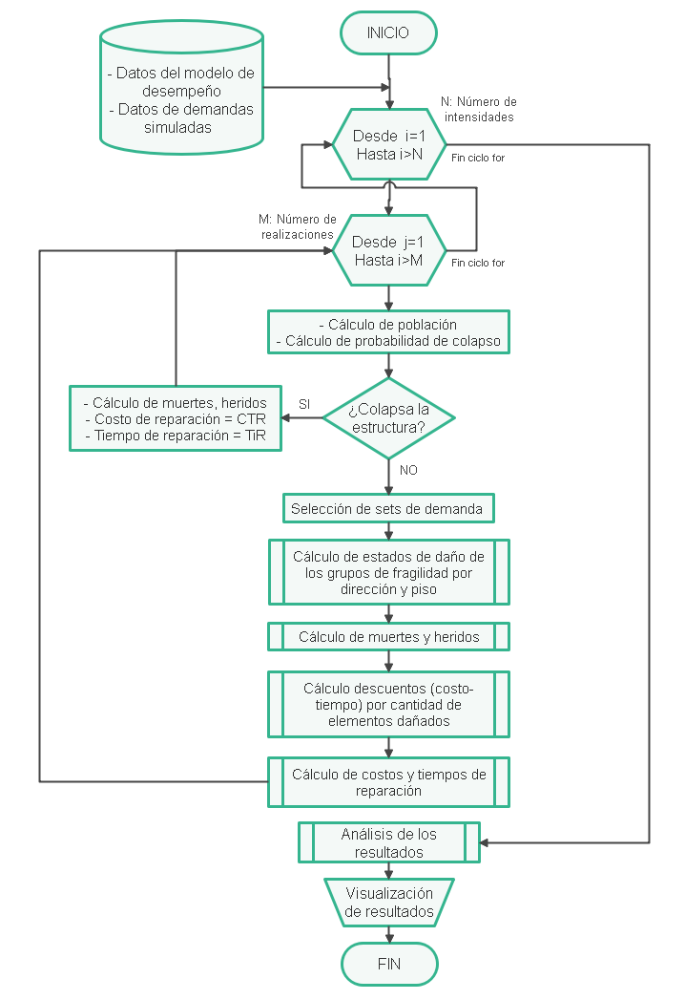 INICIO
- Datos del modelo de
desempeño
- Datos de demandas
simuladas
N: Número de
intensidades
Desde  i=1
Hasta i>N
Fin ciclo for
M: Número de
realizaciones
Desde  j=1
Hasta i>M
Fin ciclo for
- Cálculo de población
- Cálculo de probabilidad de colapso
¿Colapsa la
estructura?
SI
- Cálculo de muertes, heridos
- Costo de reparación = CTR
- Tiempo de reparación = TiR
NO
Selección de sets de demanda
Cálculo de estados de daño de
los grupos de fragilidad por
dirección y piso
Cálculo de muertes y heridos
Cálculo descuentos (costo-
tiempo) por cantidad de
elementos dañados
Cálculo de costos y tiempos de
reparación
Análisis de los
resultados
Visualización
de resultados
FIN